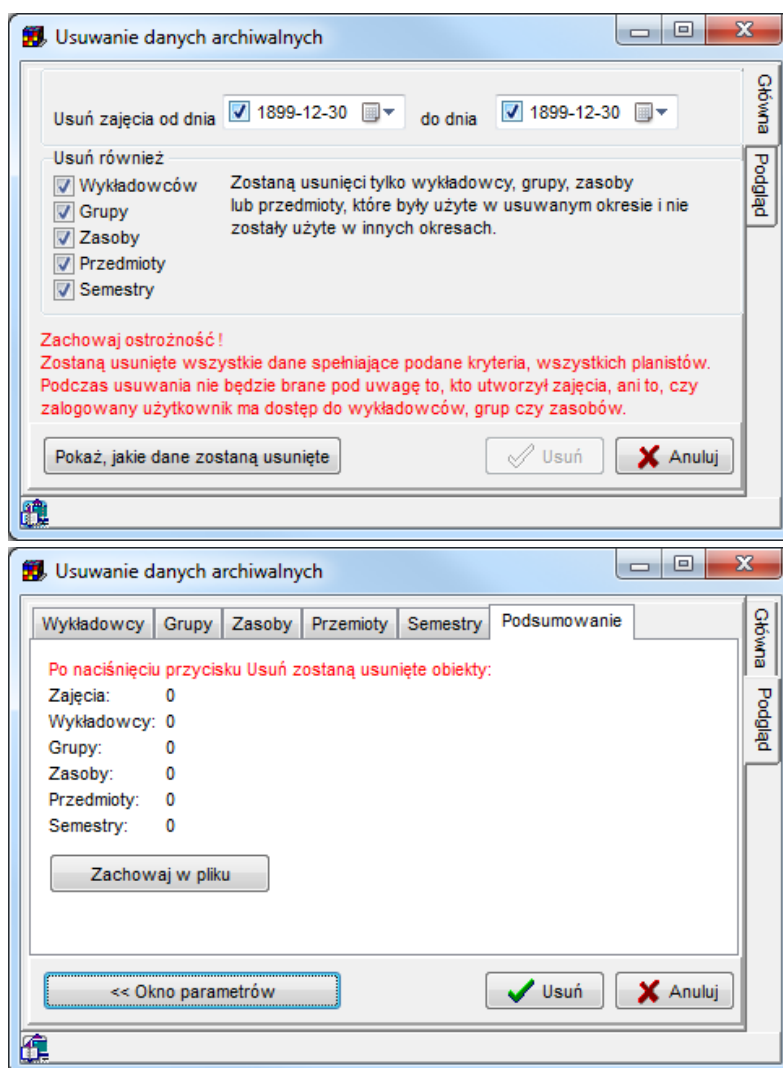 Usuwanie danych archiwalnych
Główna
Podgląd
Usuń zajęcia od dnia 1899-12-30 do dnia 1899-12-30
Usuń również
Wykładowców
Grupy
Zasoby
Przedmioty
Semestry
Zostaną usunięci tylko wykładowcy, grupy, zasoby
lub przedmioty, które były użyte w usuwanym okresie i nie
zostały użyte w innych okresach.
Zachowaj ostrożność !
Zostaną usunięte wszystkie dane spełniające podane kryteria, wszystkich planistów.
Podczas usuwania nie będzie brane pod uwagę to, kto utworzył zajęcia, ani to, czy
zalogowany użytkownik ma dostęp do wykładowców, grup czy zasobów.
Pokaż, jakie dane zostaną usunięte Usuń Anuluj
Usuwanie danych archiwalnych
Główna
Podgląd
Wykładowcy Grupy Zasoby Przemioty Semestry Podsumowanie
Po naciśnięciu przycisku Usuń zostaną usunięte obiekty:
Zajęcia: 0
Wykładowcy: 0
Grupy: 0
Zasoby: 0
Przedmioty: 0
Semestry: 0
Zachowaj w pliku
<< Okno parametrów Usuń Anuluj